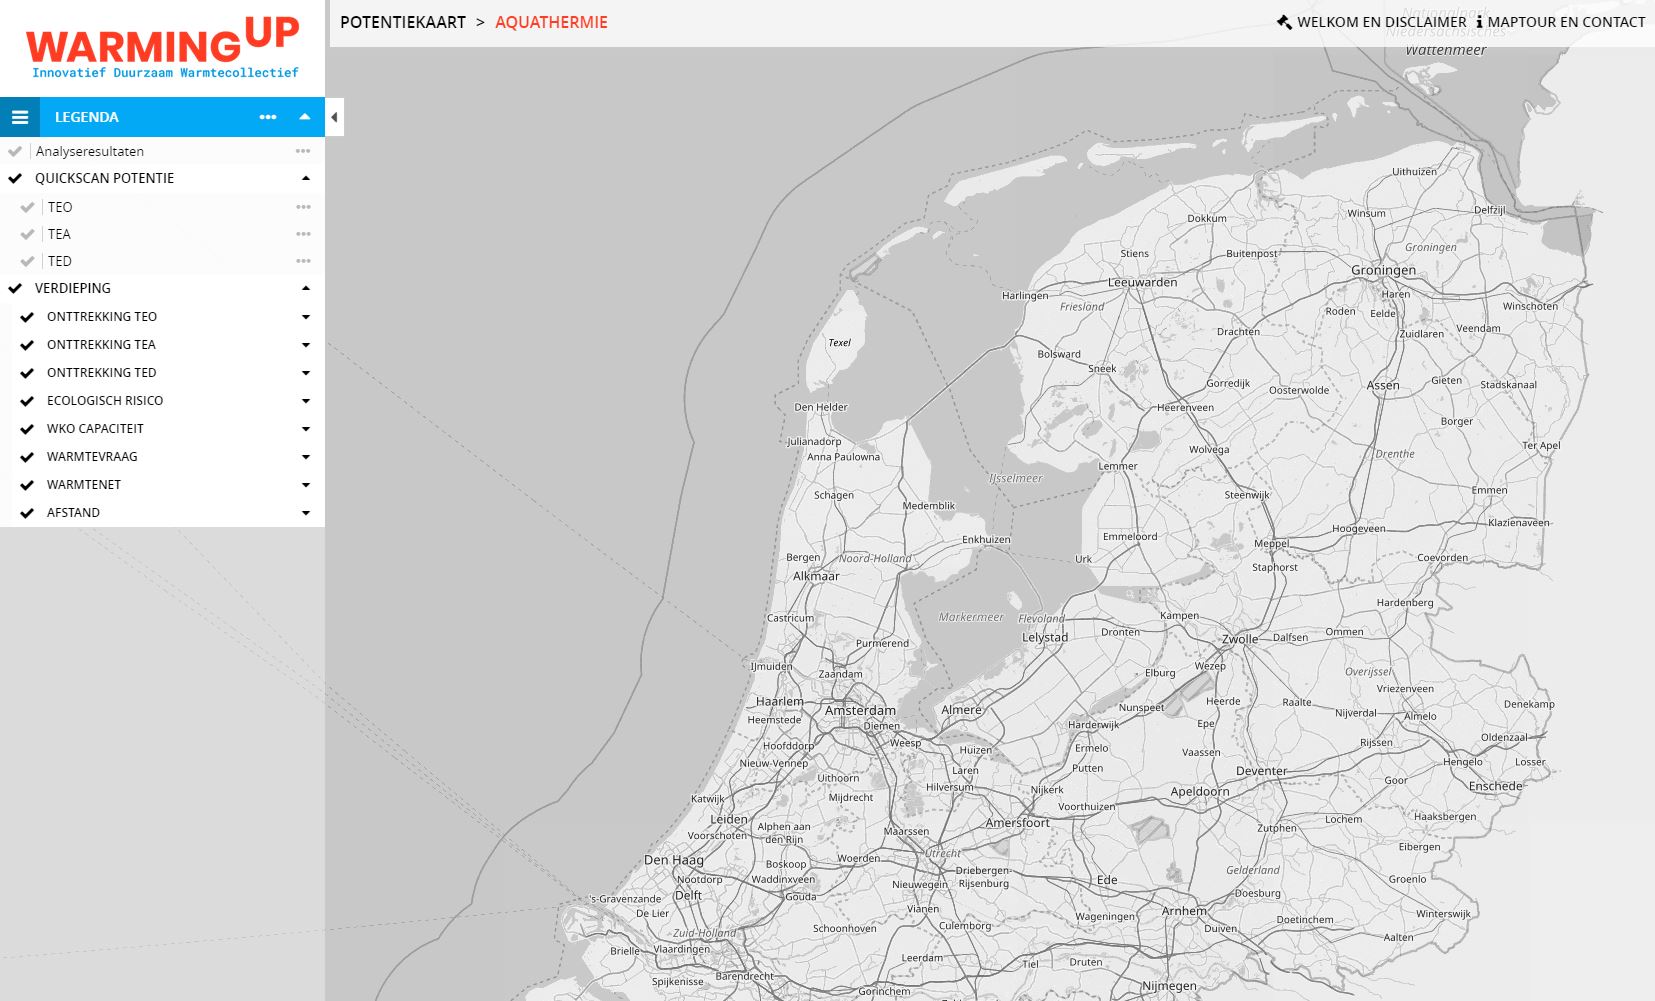 WARMINGUP
Innovatief Duurzaam Warmtecollectief
POTENTIEKAART > AQUATHERMIE
WELKOM EN DISCLAIMER
MAPTOUR EN CONTACT
LEGENDA
Analyseresultaten
QUICKSCAN POTENTIE
TEO
TEA
TED
VERDIEPING
ONTTREKKING TEO
ONTTREKKING TEA
ONTTREKKING TED
ECOLOGISCH RISICO
WKO CAPACITEIT
WARMTEVRAAG
WARMTENET
AFSTAND
Nationalpark
Niedersächsisches
Wattenmeer
Uithuizen
Delfzijl
Winsum
Dokkum
Groningen
Stiens
Buitenpost
Groningen
Leeuwarden
Harlingen
Friesland
Haren
Roden
Eelde
Winschoten
Drachten
Zuidlaren
Veendam
Texel
Bolsward
Sneek
Gorredijk
Oosterwolde
Assen
Gieten
Stadskanaal
Den Helder
Heerenveen
Borger
Julianadorp
Anna Paulowna
Wolvega
Drenthe
Ter Apel
Lemmer
IJsselmeer
Schagen
Medemblik
Steenwijk
Emmen
Hoogeveen
Klazienaveen
Enkhuizen
Emmeloord
Meppel
Bergen
Noord-Holland
Urk
Staphorst
Coevorden
Alkmaar
Castricum
Markermeer
Flevoland
Lelystad
Kampen
Hardenberg
Dronten
Zwolle
Dalfsen
Ommen
Purmerend
IJmuiden
Zaandam
Elburg
Wezep
Overijssel
Vriezenveen
Haarlem
Amsterdam
Almere
Nunspeet
Heerde
Raalte
Nijverdal
Almelo
Denekamp
Heemstede
Diemen
Harderwijk
Epe
Oldenzaal
Hoofddorp
Weesp
Huizen
Ermelo
Vaassen
Rijssen
Nieuw-Vennep
Laren
Putten
Deventer
Hengelo
Losser
Uithoorn
Hilversum
Nijkerk
Apeldoorn
Goor
Enschede
Katwijk
Mijdrecht
Voorthuizen
Leiden
Alphen aan
den Rijn
Voorschoten
Maarssen
Amersfoort
Zutphen
Lochem
Haaksbergen
Den Haag
Boskoop
Woerden
Utrecht
Eibergen
Nootdorp
Waddinxveen
Driebergen-
Rijsenburg
Nieuwegein
Ede
Gelderland
Groenlo
Delft
Gouda
Doesburg
's-Gravenzande
De Lier
Vianen
Wageningen
Arnhem
Winterswijk
Zuid-Holland
Schoonhoven
Culemborg
Duiven
Doetinchem
Aalten
Brielle
Vlaardingen
Leerdam
Tiel
Druten
Spijkenisse
Barendrecht
Gorinchem
Nijmegen